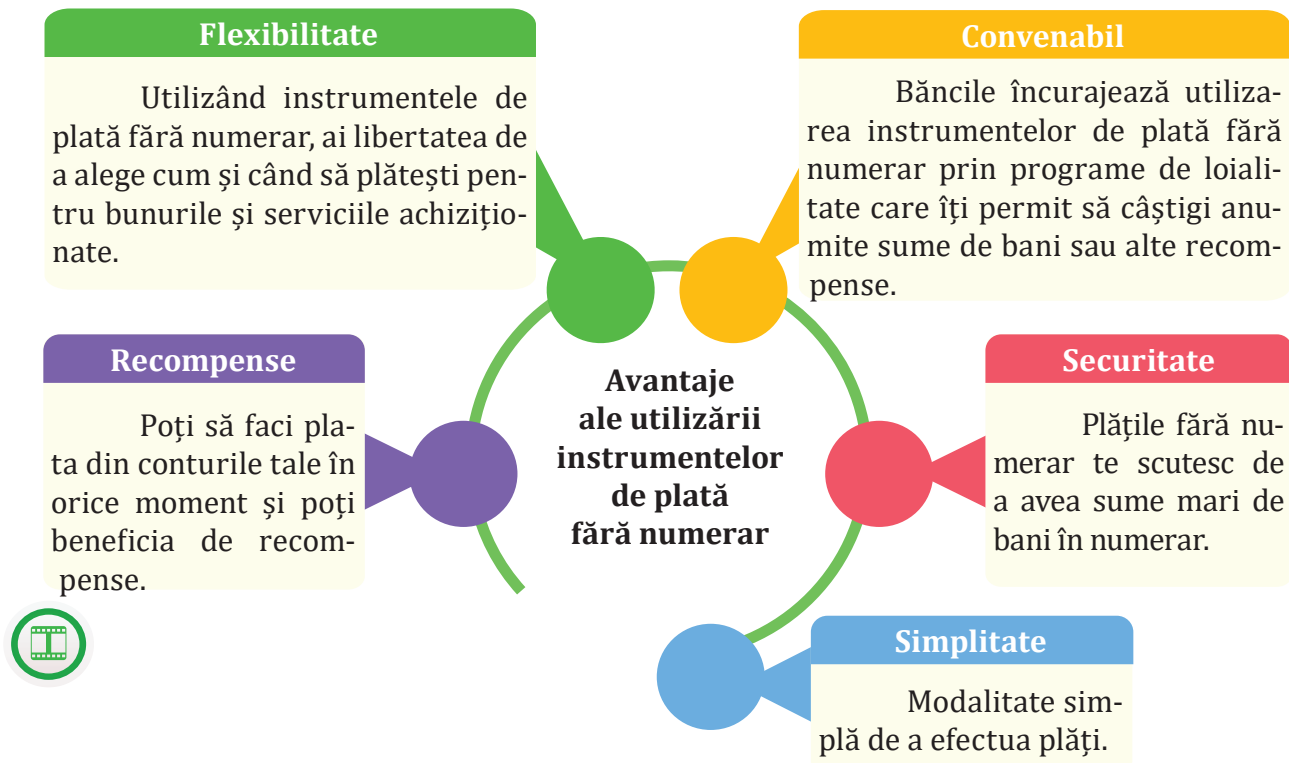 Flexibilitate
Utilizând instrumentele de
plată fără numerar, ai libertatea de
a alege cum și când să plătești pen-
tru bunurile și serviciile achiziționa-
nate.
Convenabil
Băncile încurajează utiliza-
rea instrumentelor de plată fără
numerar prin programe de loiali-
tate care îți permit să câștigi anu-
mite sume de bani sau alte recom-
pense.
Recompense
Poți să faci pla-
ta din conturile tale în
orice moment și poți
beneficia de recom-
pense.
Avantaje
ale utilizării
instrumentelor
de plată
fără numerar
Securitate
Plățile fără nu-
merar te scutesc de
a avea sume mari de
bani în numerar.
Simplitate
Modalitate sim-
plă de a efectua plăți.